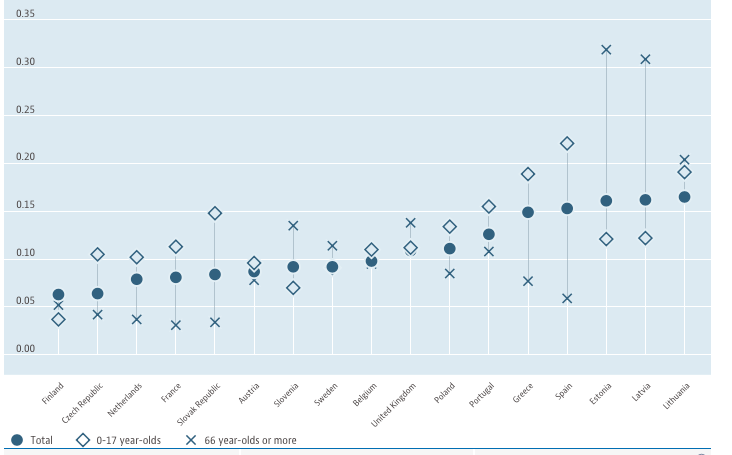 0.35
0.30
0.25
0.20
0.15
0.10
0.05
0.00
Finland
Czech Republic
Netherlands
France
Slovak Republic
Austria
Slovenia
Sweden
Belgium
United Kingdom
Poland
Portugal
Greece
Spain
Estonia
Latvia
Lithuania
Total 0-17 year-olds 66 year-olds or more